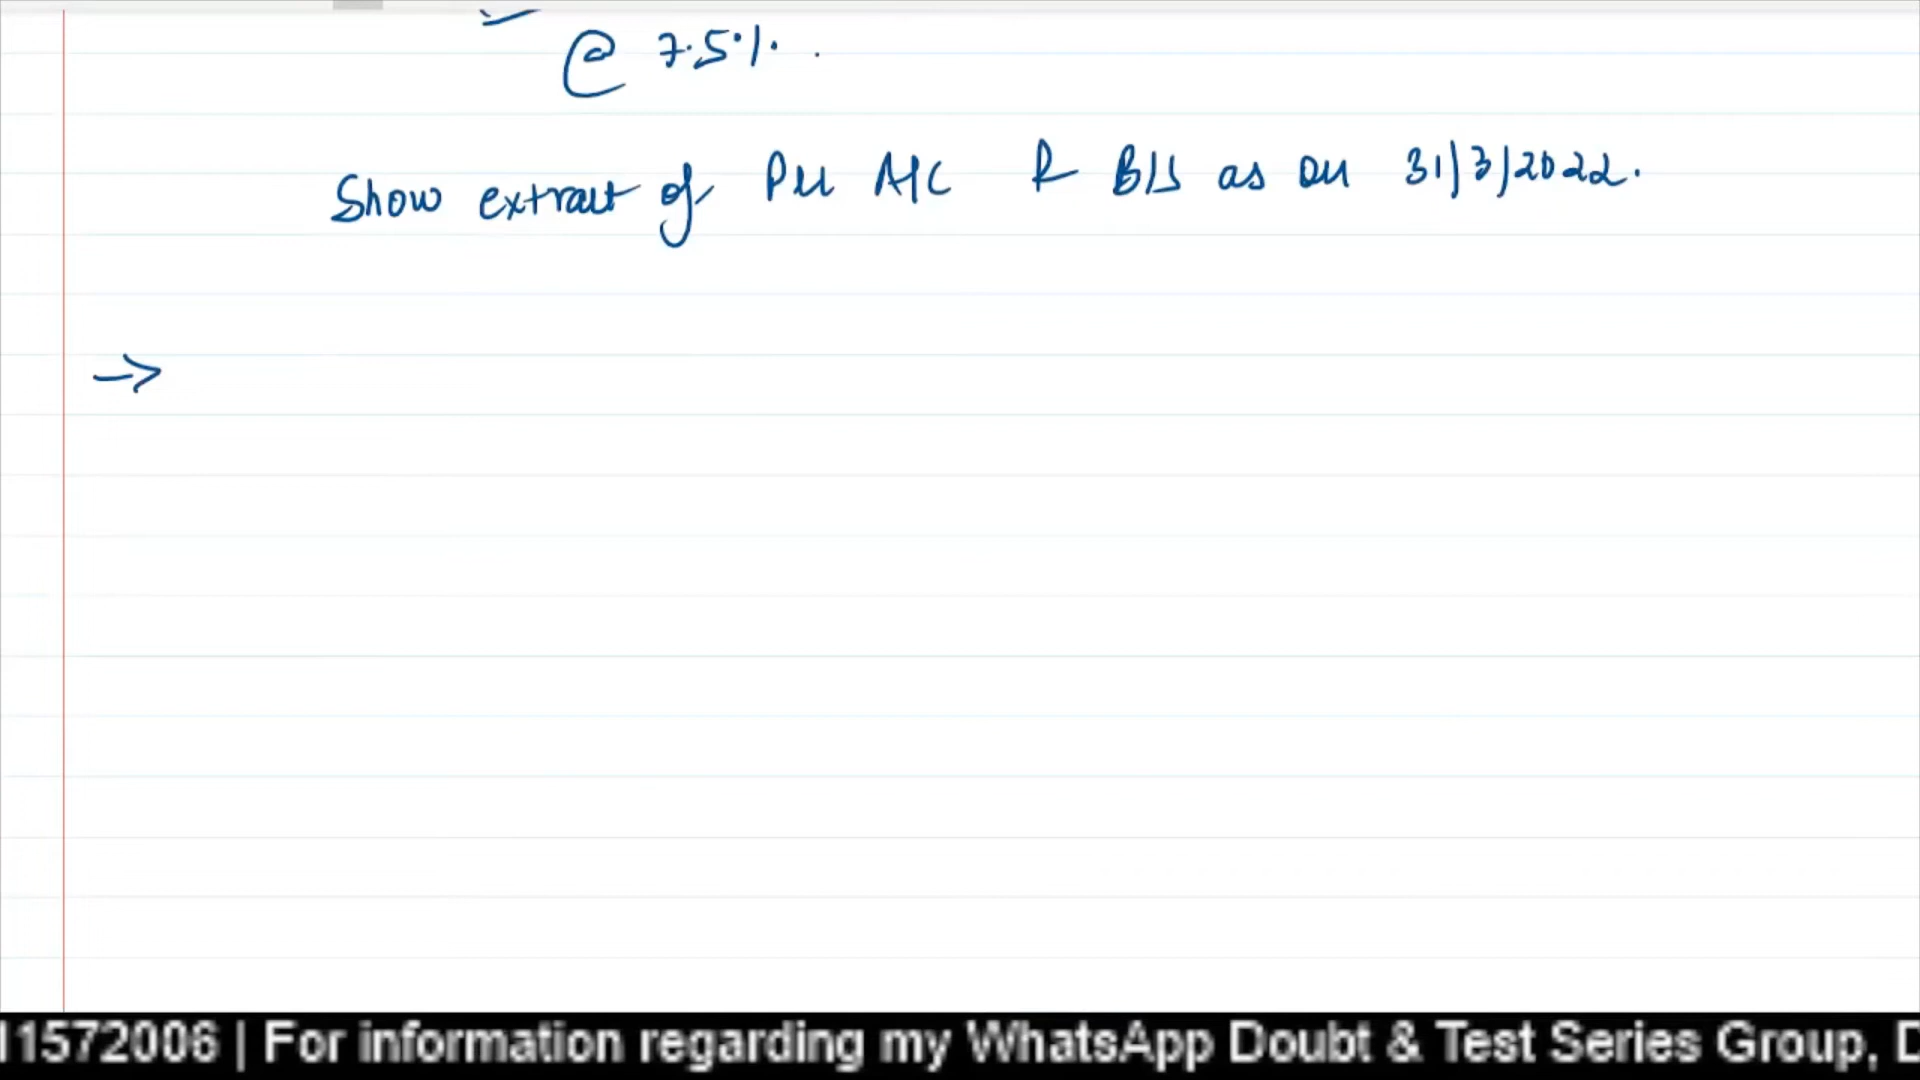 @ 7.5%.
Show extract of P&L A/C & B/S as on 31/3/2022.
11572006 | For information regarding my WhatsApp Doubt & Test Series Group, D